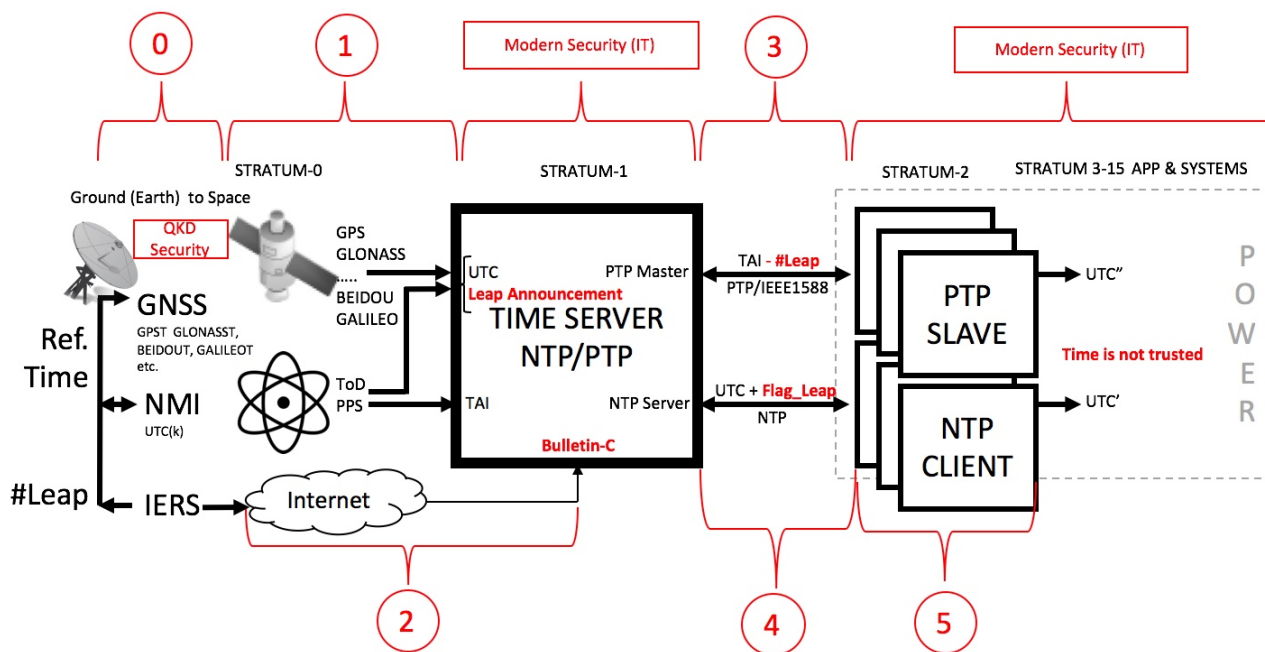 0
1
Modern Security (IT)
3
Modern Security (IT)
STRATUM-0
STRATUM-1
STRATUM-2
STRATUM 3-15 APP & SYSTEMS
Ground (Earth) to Space
QKD
Security
GPS
GLONASS
.....
BEIDOU
GALILEO
UTC
Leap Announcement
PTP Master
TIME SERVER
NTP/PTP
TAI
NTP Server
Bulletin-C
TAI - #Leap
PTP/IEEE1588
UTC + Flag_Leap
NTP
PTP
SLAVE
NTP
CLIENT
UTC”
Time is not trusted
UTC’
POWER
GNSS
GPST GLONASST,
BEIDOUT, GALILEOT
etc.
Ref.
Time
NMI
UTC(k)
ToD
PPS
#Leap
IERS
Internet
2
4
5